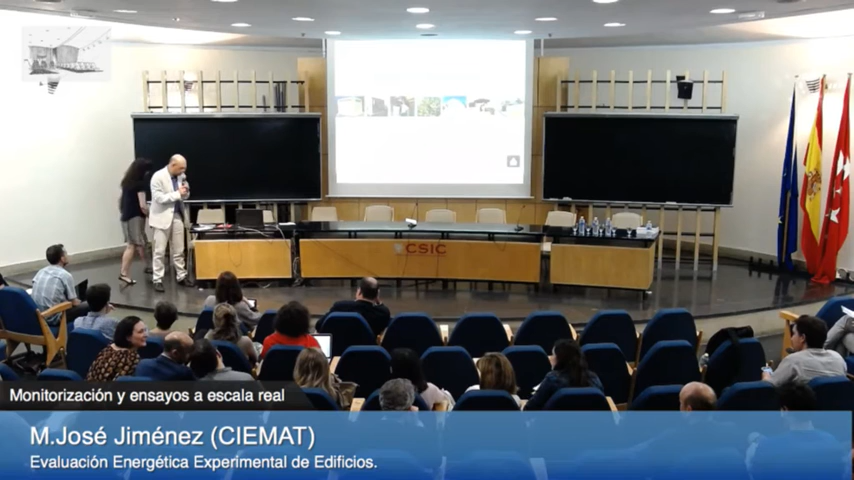 CSIC
Monitorización y ensayos a escala real
M.José Jiménez (CIEMAT)
Evaluación Energética Experimental de Edificios.